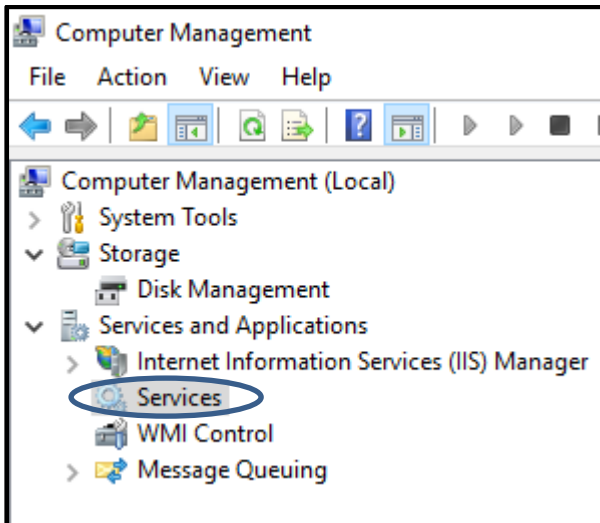 Computer Management
File Action View Help
Computer Management (Local)
System Tools
Storage
Disk Management
Services and Applications
Internet Information Services (IIS) Manager
Services
WMI Control
Message Queuing